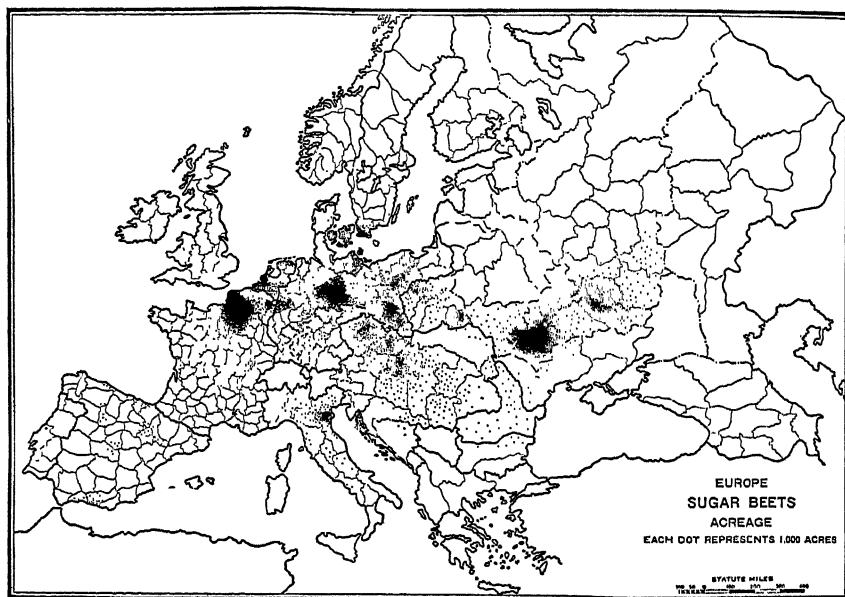 EUROPE
SUGAR BEETS
ACREAGE
EACH DOT REPRESENTS 1,000 ACRES
STATUTE MILES